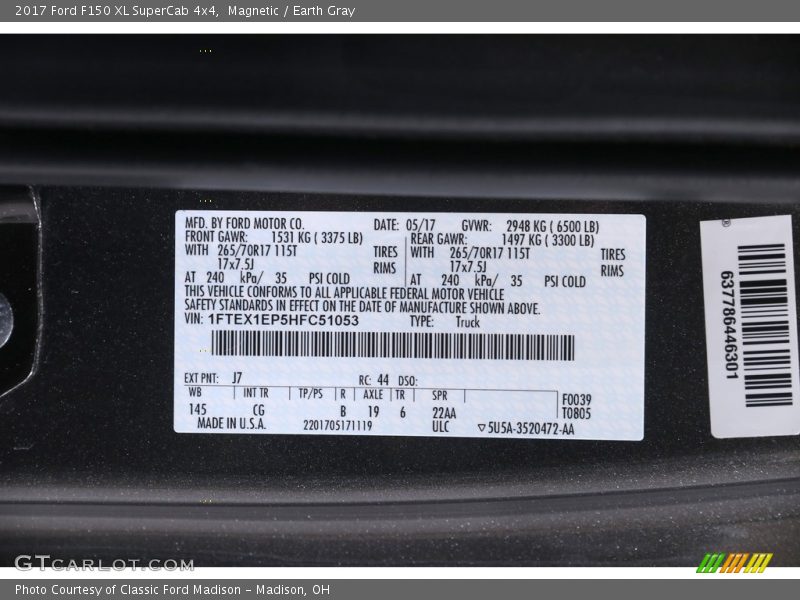 2017 Ford F150 XL SuperCab 4x4, Magnetic / Earth Gray
MFD. BY FORD MOTOR CO. DATE: 05/17 GVWR: 2948 KG ( 6500 LB)
FRONT GAWR: 1531 KG ( 3375 LB) REAR GAWR: 1497 KG ( 3300 LB)
WITH 265/70R17 115T TIRES WITH 265/70R17 115T TIRES
17x7.5J RIMS 17x7.5J RIMS
AT 240 kPa/ 35 PSI COLD AT 240 kPa/ 35 PSI COLD
THIS VEHICLE CONFORMS TO ALL APPLICABLE FEDERAL MOTOR VEHICLE
SAFETY STANDARDS IN EFFECT ON THE DATE OF MANUFACTURE SHOWN ABOVE.
VIN: 1FTEX1EP5HFC51053 TYPE: Truck
EXT PNT: J7 RC: 44 DSO:
WB INT TR TP/PS R AXLE TR SPR F0039
145 CG B 19 6 22AA T0805
MADE IN U.S.A. 2201705171119 ULC ▽5U5A-3520472-AA
637786446301
GTCARLOT.COM
Photo Courtesy of Classic Ford Madison - Madison, OH